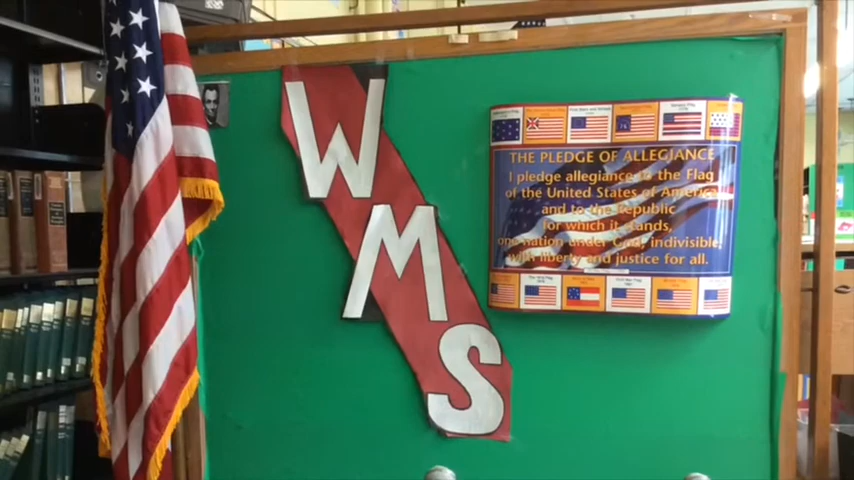 W
M
S
THE PLEDGE OF ALLEGIANCE
I pledge allegiance to the Flag
of the United States of America
and to the Republic
for which it stands,
one nation under God, indivisible
with liberty and justice for all.